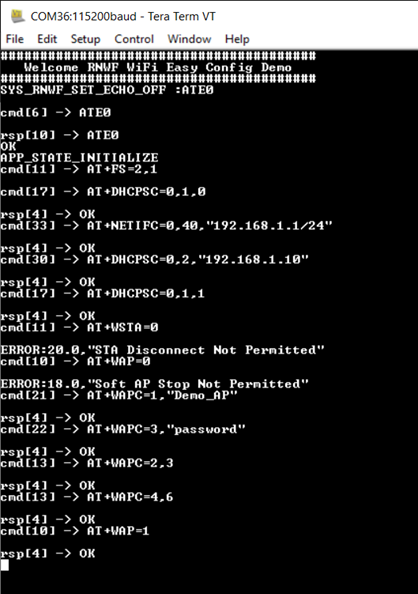 COM36:115200baud - Tera Term VT
File Edit Setup Control Window Help
########################################
Welcome RNWF WiFi Easy Config Demo
########################################
SYS_RNWF_SET_ECHO_OFF :ATE0
cmd[6] -> ATE0
rsp[10] -> ATE0
OK
APP_STATE_INITIALIZE
cmd[11] -> AT+FS=2,1
cmd[17] -> AT+DHCPSC=0,1,0
rsp[4] -> OK
cmd[33] -> AT+NETIFC=0,40,"192.168.1.1/24"
rsp[4] -> OK
cmd[30] -> AT+DHCPSC=0,2,"192.168.1.10"
rsp[4] -> OK
cmd[17] -> AT+DHCPSC=0,1,1
rsp[4] -> OK
cmd[11] -> AT+WSTA=0
ERROR:20.0,"STA Disconnect Not Permitted"
cmd[10] -> AT+WAP=0
ERROR:18.0,"Soft AP Stop Not Permitted"
cmd[21] -> AT+WAPC=1,"Demo_AP"
rsp[4] -> OK
cmd[22] -> AT+WAPC=3,"password"
rsp[4] -> OK
cmd[13] -> AT+WAPC=2,3
rsp[4] -> OK
cmd[13] -> AT+WAPC=4,6
rsp[4] -> OK
cmd[10] -> AT+WAP=1
rsp[4] -> OK